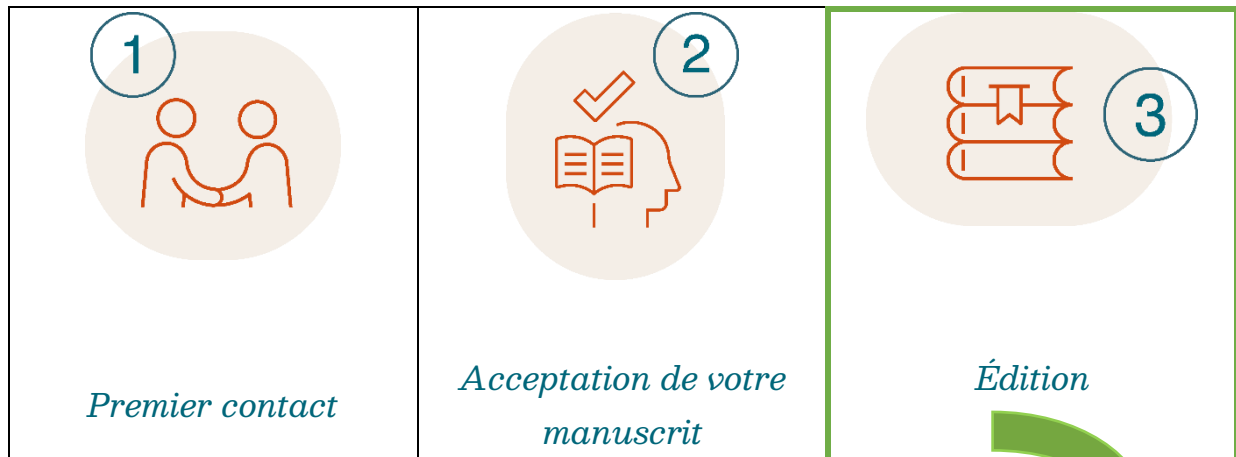 1
2
3
Premier contact
Acceptation de votre
manuscrit
Édition